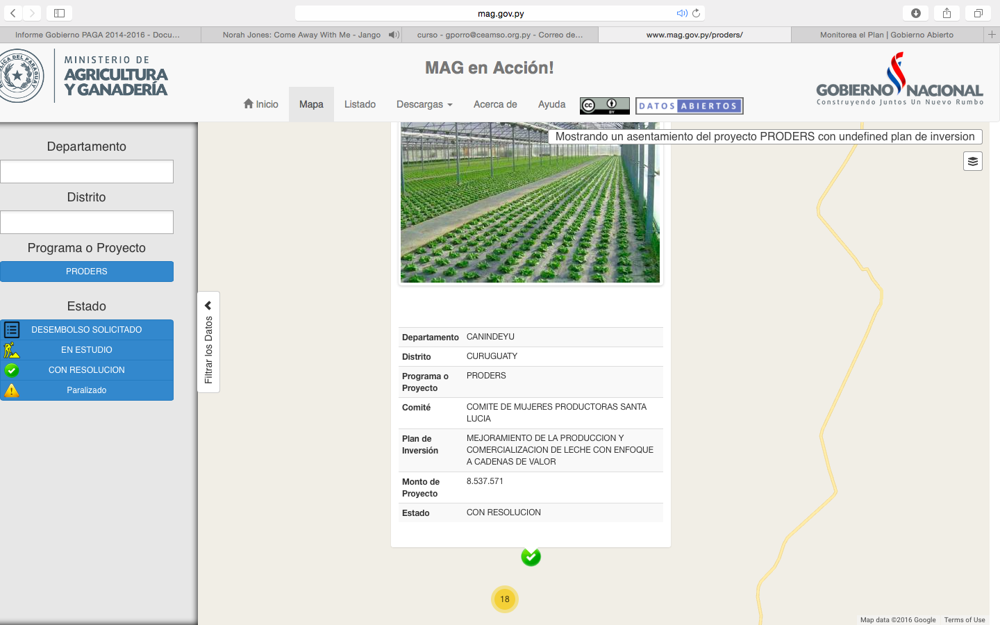 mag.gov.py
Informe Gobierno PAGA 2014-2016 - Docu...
Norah Jones: Come Away With Me - Jango
curso - gporro@ceamso.org.py - Correo de...
www.mag.gov.py/proders/
Monitorea el Plan | Gobierno Abierto
MINISTERIO DE
AGRICULTURA
Y GANADERÍA
MAG en Acción!
GOBIERNO NACIONAL
Construyendo Juntos Un Nuevo Rumbo
Inicio
Mapa
Listado
Descargas
Acerca de
Ayuda
cc BY
DATOS ABIERTOS
Mostrando un asentamiento del proyecto PRODERS con undefined plan de inversion
Departamento
Distrito
Programa o Proyecto
PRODERS
Estado
DESEMBOLSO SOLICITADO
EN ESTUDIO
CON RESOLUCION
Paralizado
Filtrar los Datos
Departamento CANINDEYU
Distrito CURUGUATY
Programa o PRODERS
Proyecto
Comité COMITE DE MUJERES PRODUCTORAS SANTA
LUCIA
Plan de MEJORAMIENTO DE LA PRODUCCION Y
Inversión COMERCIALIZACION DE LECHE CON ENFOQUE
A CADENAS DE VALOR
Monto de 8.537.571
Proyecto
Estado CON RESOLUCION
18
Map data ©2016 Google
Terms of Use